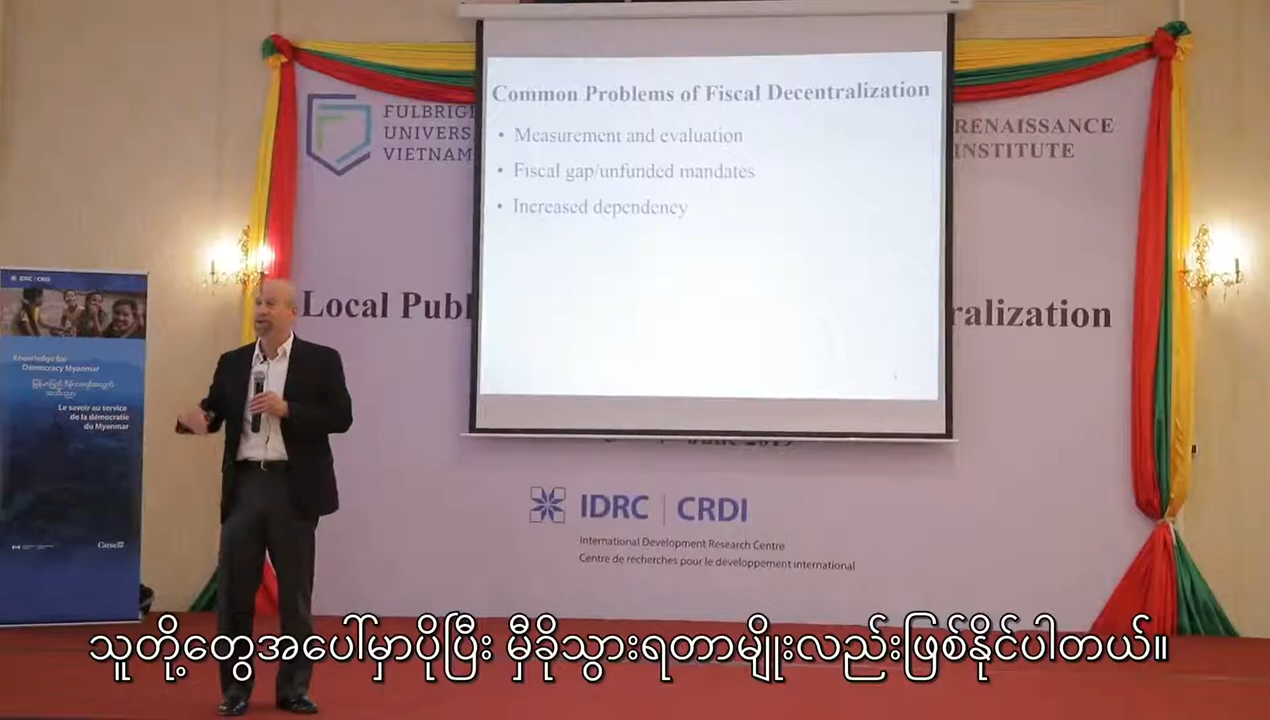 Common Problems of Fiscal Decentralization
• Measurement and evaluation
• Fiscal gap/unfunded mandates
• Increased dependency
FULBRIGH
UNIVERS
VIETNAM
RENAISSANCE
INSTITUTE
Local Publ
ralization
IDRC | CRDI
International Development Research Centre
Centre de recherches pour le développement international
IDRC | CRDI
Knowledge for
Democracy Myanmar
Le savoir au service
de la démocratie
du Myanmar
Canada
သူတို့တွေအပေါ်မှာပိုပြီး မှီခိုသွားရတာမျိုးလည်းဖြစ်နိုင်ပါတယ်။